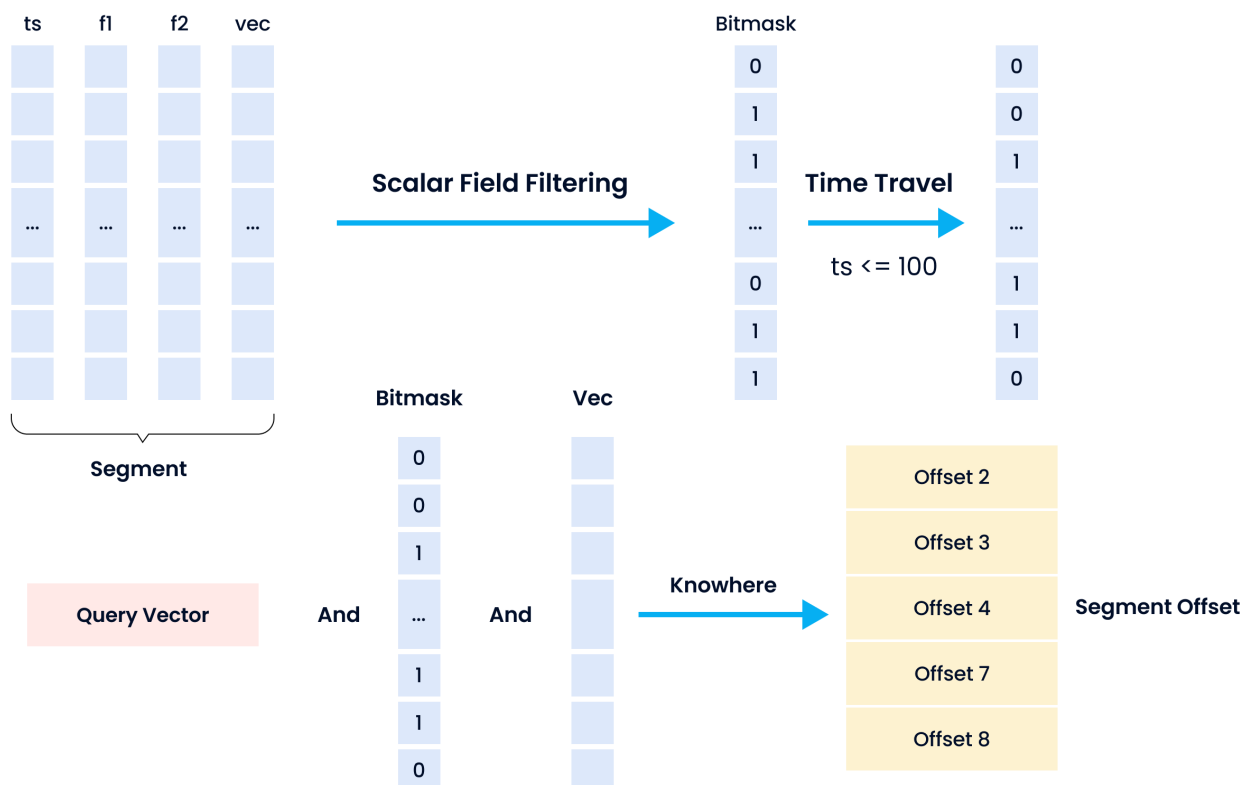 ts f1 f2 vec
... ... ... ...
Segment
Scalar Field Filtering
Bitmask
0
1
1
...
0
1
1
Time Travel
ts <= 100
0
0
1
...
1
1
0
Query Vector
And
Bitmask
0
0
1
...
1
1
0
And
Vec
Knowhere
Offset 2
Offset 3
Offset 4
Offset 7
Offset 8
Segment Offset